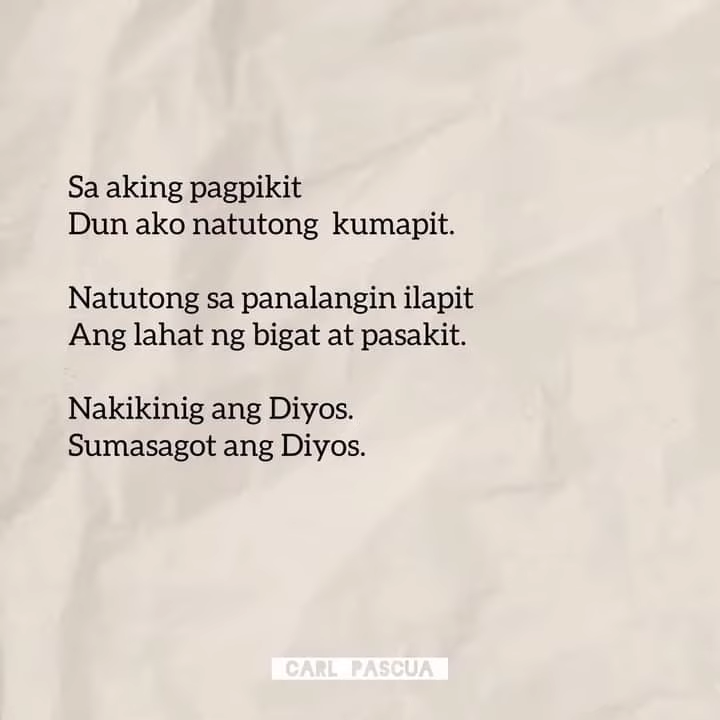 Sa aking pagpikit
Dun ako natutong  kumapit.
Natutong sa panalangin ilapit
Ang lahat ng bigat at pasakit.
Nakikinig ang Diyos.
Sumasagot ang Diyos.
CARL PASCUA